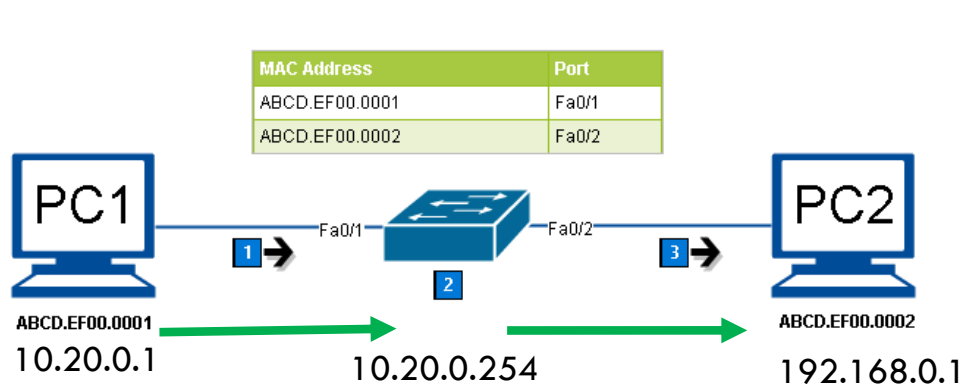 MAC Address Port
ABCD.EF00.0001 Fa0/1
ABCD.EF00.0002 Fa0/2
PC1
PC2
Fa0/1
Fa0/2
1
3
2
ABCD.EF00.0001
ABCD.EF00.0002
10.20.0.1
10.20.0.254
192.168.0.1